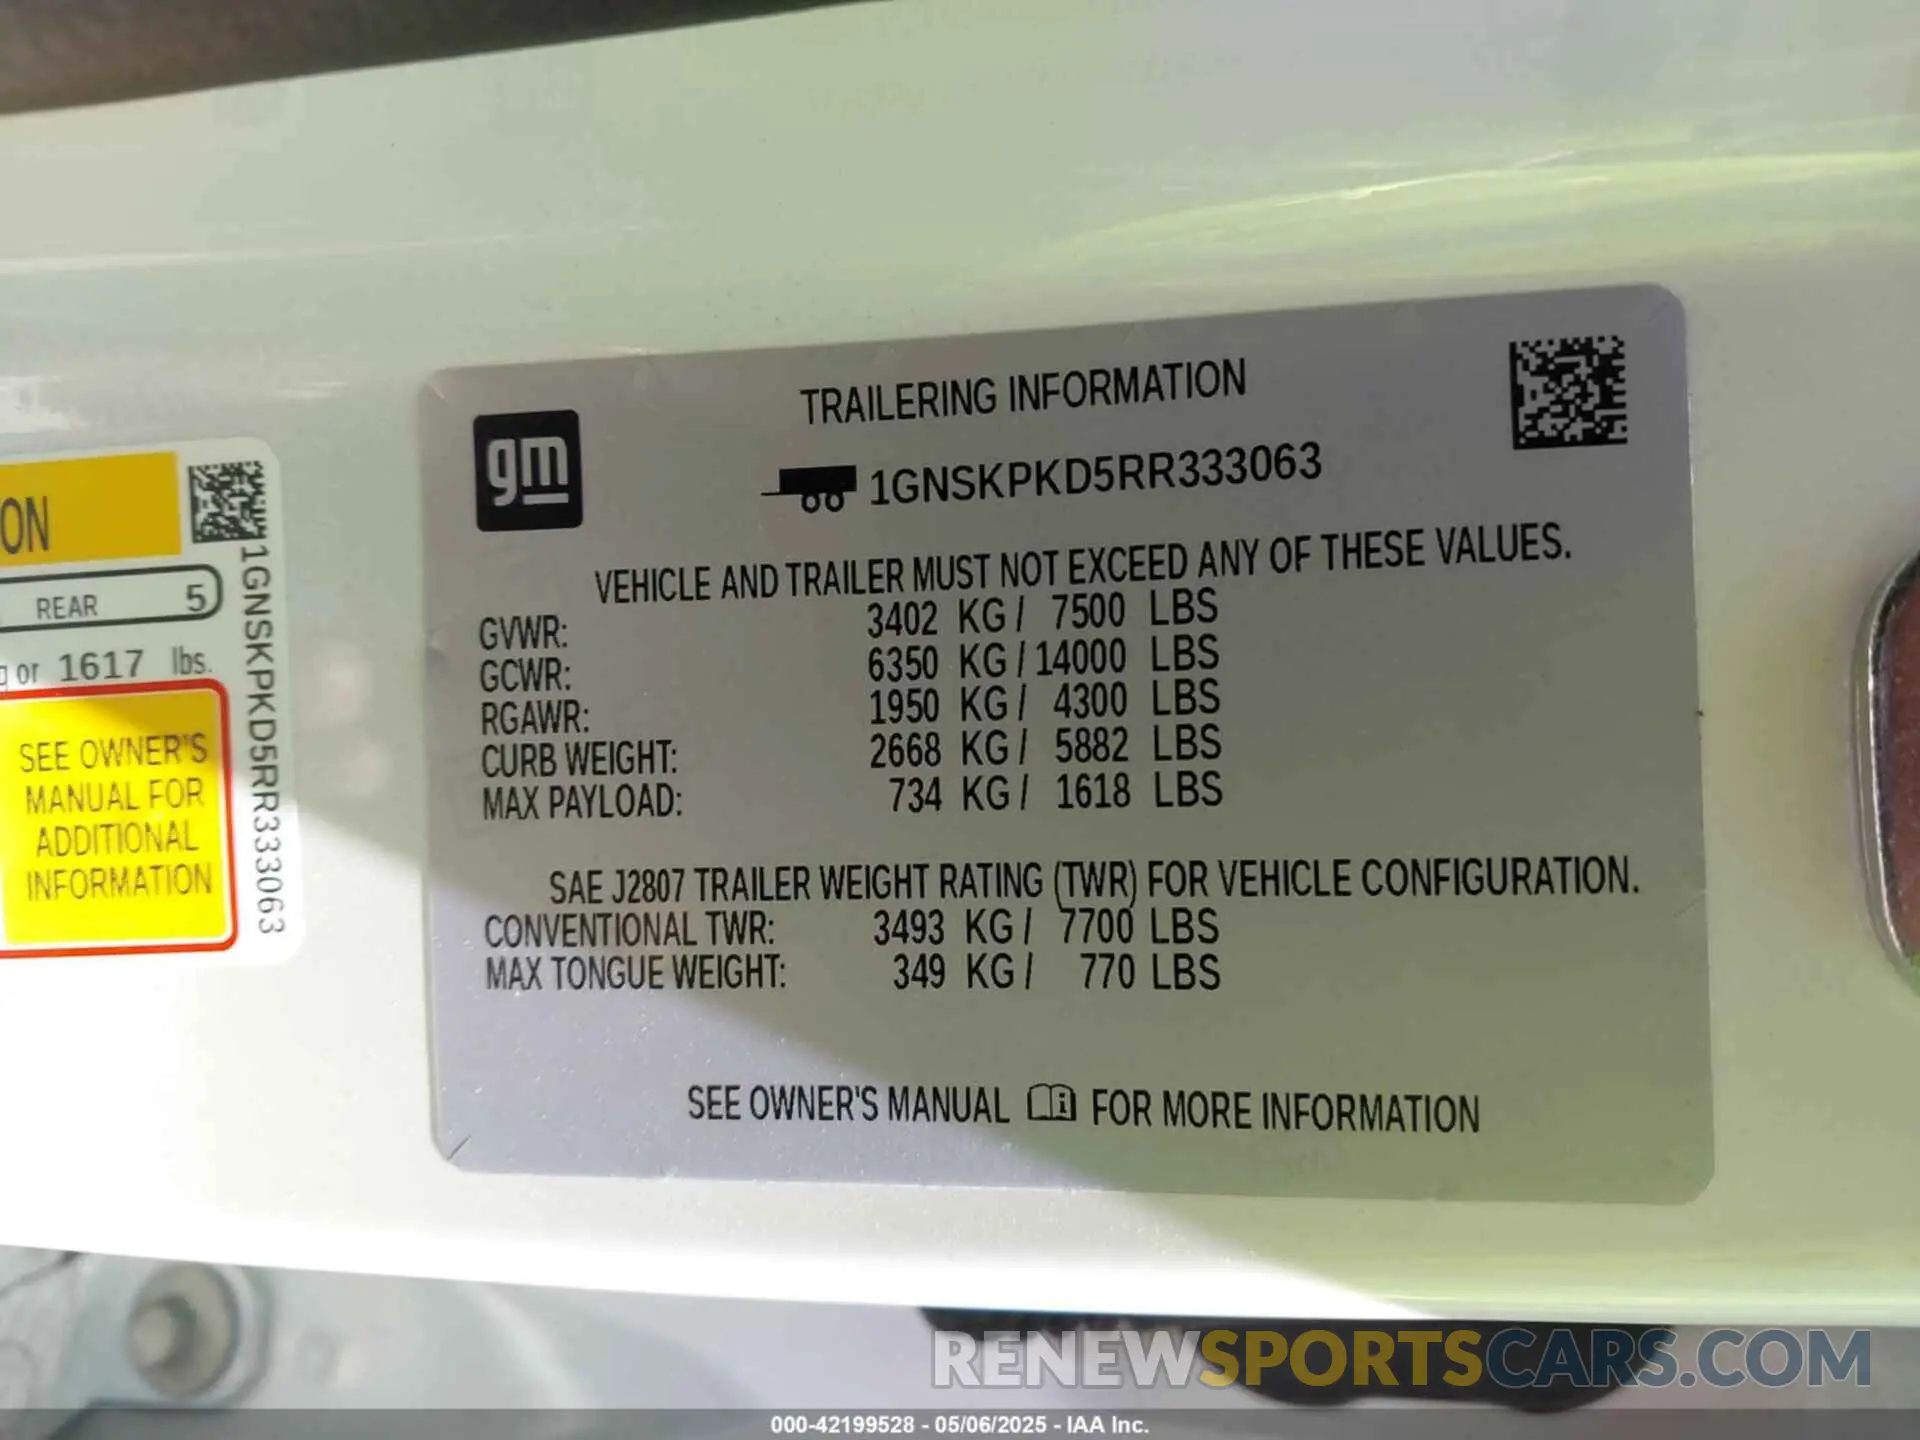 ON
REAR 5
g or 1617 lbs.
SEE OWNER'S
MANUAL FOR
ADDITIONAL
INFORMATION
1GNSKPKD5RR333063
gm
TRAILERING INFORMATION
1GNSKPKD5RR333063
VEHICLE AND TRAILER MUST NOT EXCEED ANY OF THESE VALUES.
GVWR: 3402 KG / 7500 LBS
GCWR: 6350 KG / 14000 LBS
RGAWR: 1950 KG / 4300 LBS
CURB WEIGHT: 2668 KG / 5882 LBS
MAX PAYLOAD: 734 KG / 1618 LBS
SAE J2807 TRAILER WEIGHT RATING (TWR) FOR VEHICLE CONFIGURATION.
CONVENTIONAL TWR: 3493 KG / 7700 LBS
MAX TONGUE WEIGHT: 349 KG / 770 LBS
SEE OWNER'S MANUAL FOR MORE INFORMATION
RENEWSPORTSCARS.COM
000-42199528 - 05/06/2025 - IAA Inc.